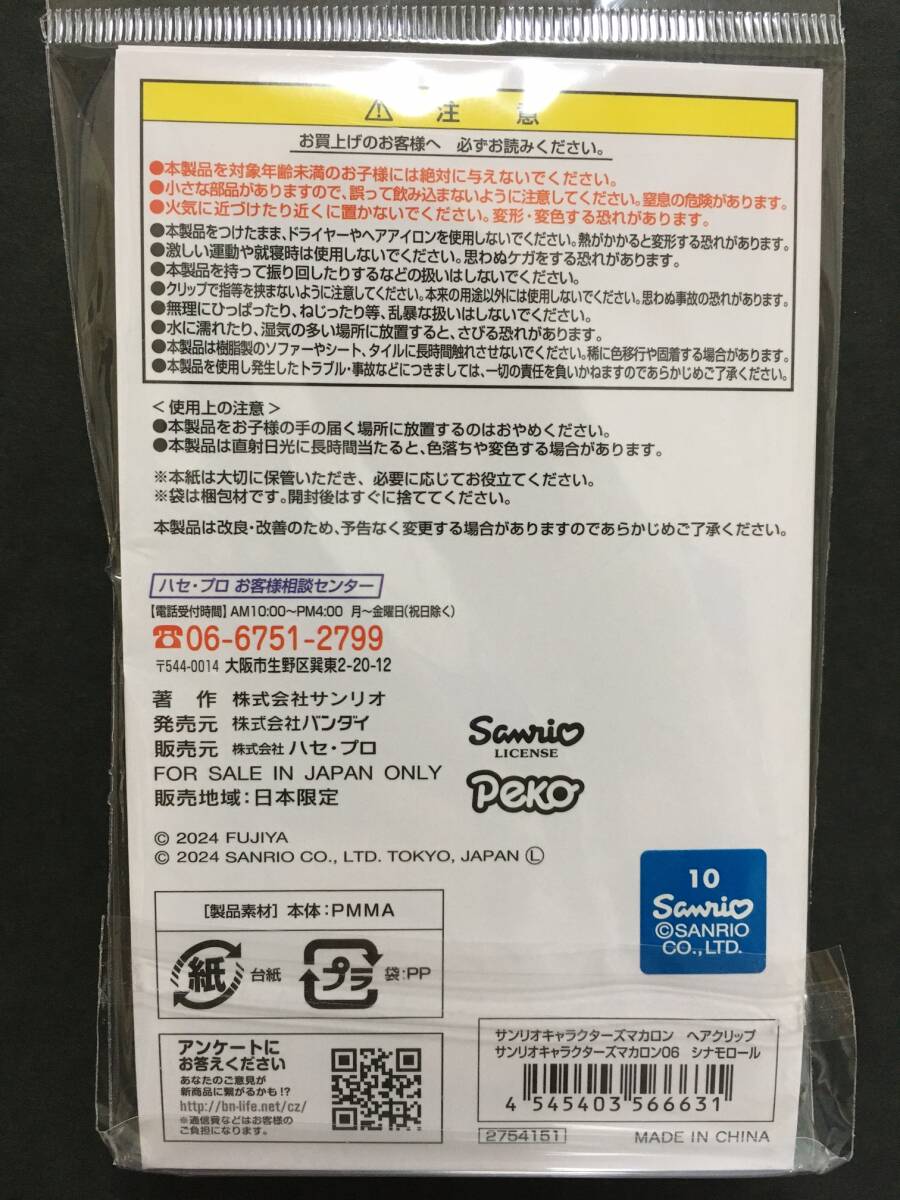 ⚠ 注意
お買上げのお客様へ 必ずお読みください。
●本製品を対象年齢未満のお子様には絶対に与えないでください。
●小さな部品がありますので、誤って飲み込まないように注意してください。窒息の危険があります。
●火気に近づけたり近くに置かないでください。変形・変色する恐れがあります。
●本製品をつけたまま、ドライヤーやヘアアイロンを使用しないでください。熱がかかると変形する恐れがあります。
●激しい運動や就寝時は使用しないでください。思わぬケガをする恐れがあります。
●本製品を持って振り回したりするなどの扱いはしないでください。
●クリップで指等を挟まないように注意してください。本来の用途以外には使用しないでください。思わぬ事故の恐れがあります。
●無理にひっぱったり、ねじったり等、乱暴な扱いはしないでください。
●水に濡れたり、湿気の多い場所に放置すると、さびる恐れがあります。
●本製品は樹脂製のソファーやシート、タイルに長時間触れさせないでください。稀に色移行や固着する場合があります。
●本製品を使用し発生したトラブル・事故などにつきましては、一切の責任を負いかねますのであらかじめご了承ください。
＜使用上の注意＞
●本製品をお子様の手の届く場所に放置するのはおやめください。
●本製品は直射日光に長時間当たると、色落ちや変色する場合があります。
※本紙は大切に保管いただき、必要に応じてお役立てください。
※袋は梱包材です。開封後はすぐに捨ててください。
本製品は改良・改善のため、予告なく変更する場合がありますのであらかじめご了承ください。
ハセ・プロ お客様相談センター
【電話受付時間】AM10:00〜PM4:00 月〜金曜日(祝日除く)
☎06-6751-2799
〒544-0014 大阪市生野区巽東2-20-12
著 作 株式会社サンリオ
発売元 株式会社バンダイ
販売元 株式会社ハセ・プロ
FOR SALE IN JAPAN ONLY
販売地域：日本限定
Sanrio
LICENSE
PeKo
© 2024 FUJIYA
© 2024 SANRIO CO., LTD. TOKYO, JAPAN Ⓛ
10
Sanrio
©SANRIO
CO.,LTD.
［製品素材］本体：PMMA
紙 台紙
プラ 袋：PP
アンケートに
お答えください
あなたのご意見が
新商品に繋がるかも!?
http://bn-life.net/cz/
※通信費などはお客様の
ご負担になります。
サンリオキャラクターズマカロン ヘアクリップ
サンリオキャラクターズマカロン06 シナモロール
4 545403 566631
2754151
MADE IN CHINA